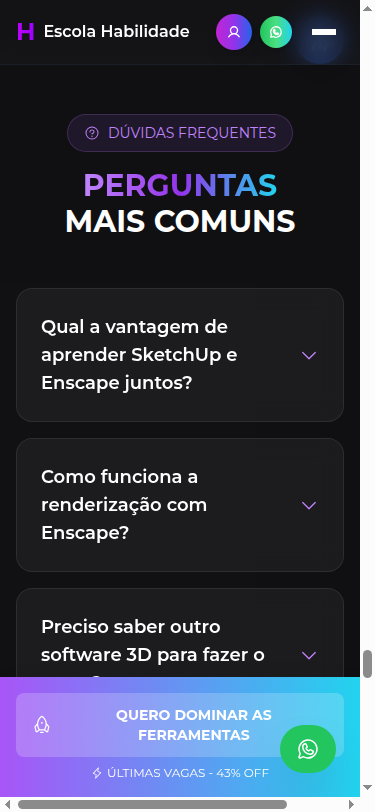 H Escola Habilidade
DÚVIDAS FREQUENTES
PERGUNTAS
MAIS COMUNS
Qual a vantagem de
aprender SketchUp e
Enscape juntos?
Como funciona a
renderização com
Enscape?
Preciso saber outro
software 3D para fazer o
QUERO DOMINAR AS
FERRAMENTAS
ÚLTIMAS VAGAS - 43% OFF